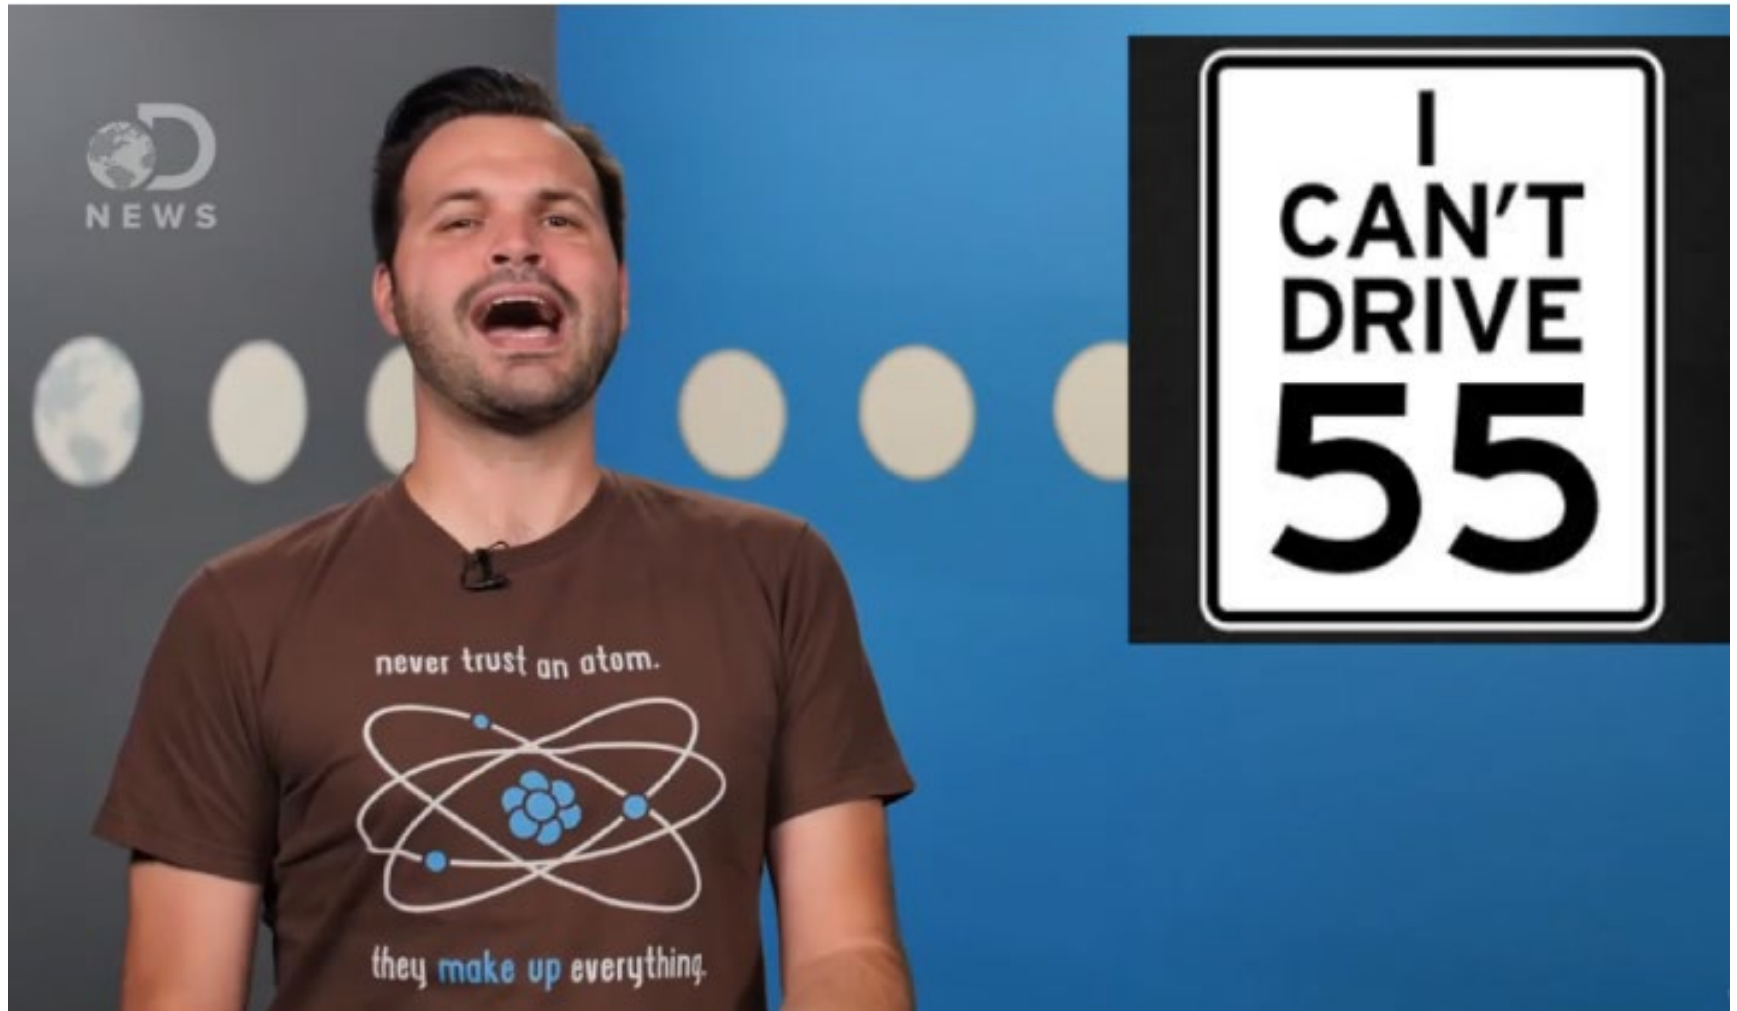 NEWS
I
CAN'T
DRIVE
55
never trust an atom.
they make up everything.